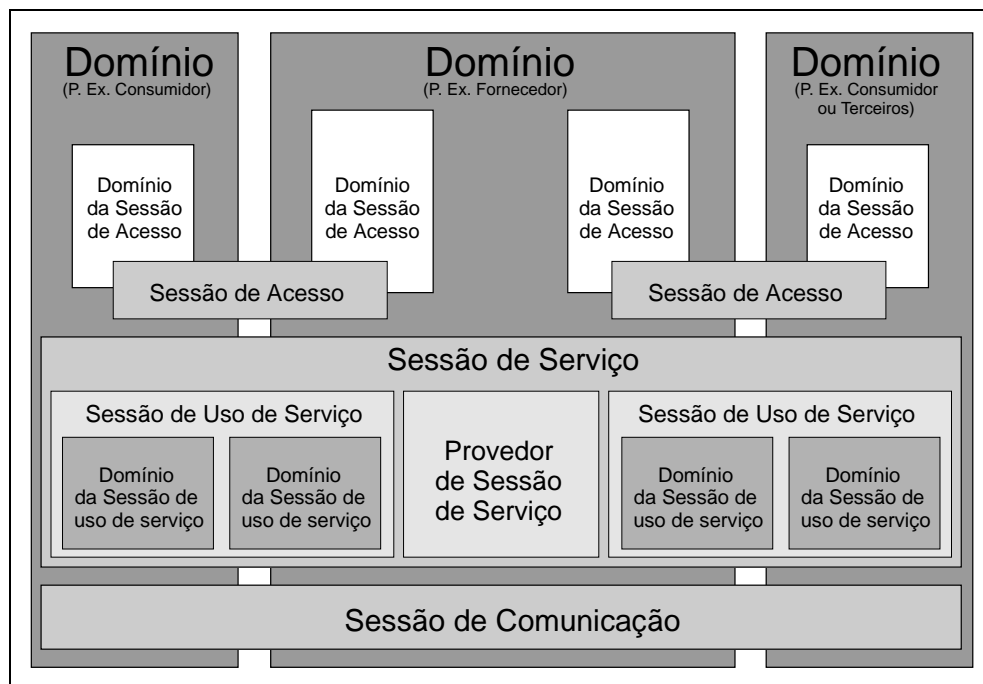 Domínio
(P. Ex. Consumidor)
Domínio
(P. Ex. Fornecedor)
Domínio
(P. Ex. Consumidor
ou Terceiros)
Domínio
da Sessão
de Acesso
Domínio
da Sessão
de Acesso
Domínio
da Sessão
de Acesso
Domínio
da Sessão
de Acesso
Sessão de Acesso
Sessão de Acesso
Sessão de Serviço
Sessão de Uso de Serviço
Domínio
da Sessão de
uso de serviço
Domínio
da Sessão de
uso de serviço
Provedor
de Sessão
de Serviço
Sessão de Uso de Serviço
Domínio
da Sessão de
uso de serviço
Domínio
da Sessão de
uso de serviço
Sessão de Comunicação